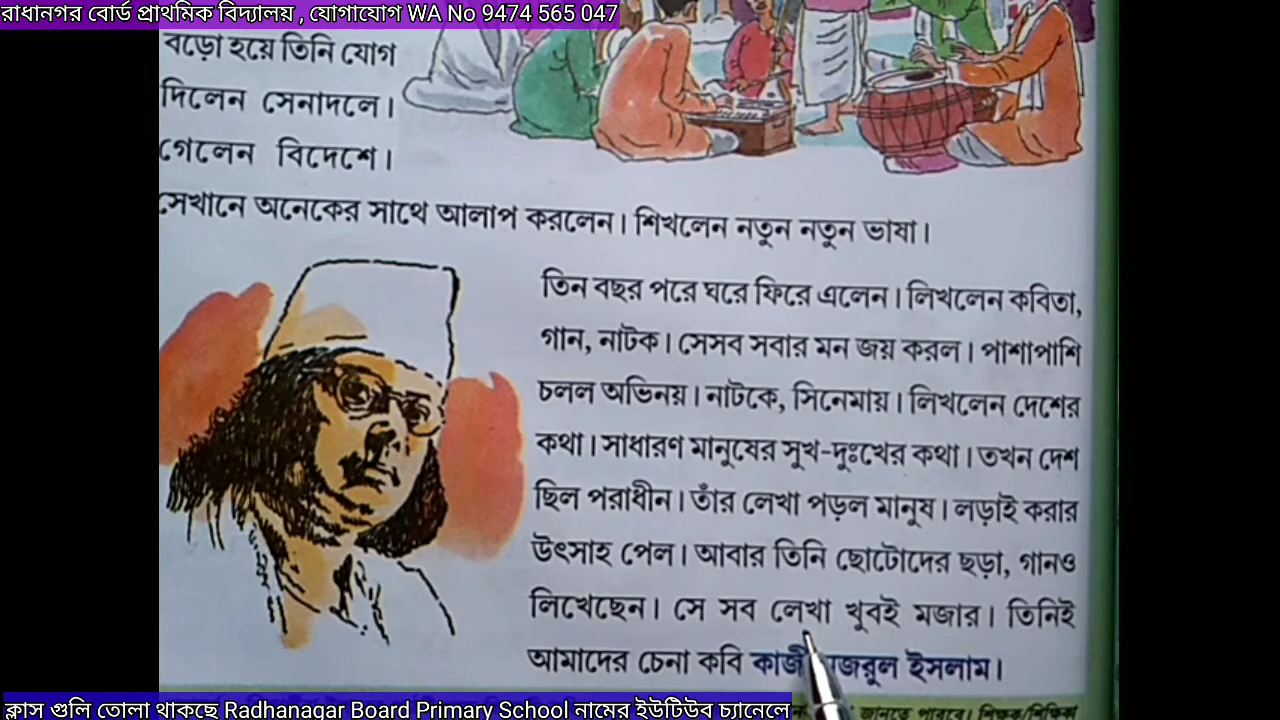 রাধানগর বোর্ড প্রাথমিক বিদ্যালয় , যোগাযোগ WA No 9474 565 047
বড়ো হয়ে তিনি যোগ
দিলেন সেনাদলে।
গেলেন বিদেশে।
সেখানে অনেকের সাথে আলাপ করলেন। শিখলেন নতুন নতুন ভাষা।
তিন বছর পরে ঘরে ফিরে এলেন। লিখলেন কবিতা,
গান, নাটক। সেসব সবার মন জয় করল। পাশাপাশি
চলল অভিনয়। নাটকে, সিনেমায়। লিখলেন দেশের
কথা। সাধারণ মানুষের সুখ-দুঃখের কথা। তখন দেশ
ছিল পরাধীন। তাঁর লেখা পড়ল মানুষ। লড়াই করার
উৎসাহ পেল। আবার তিনি ছোটোদের ছড়া, গানও
লিখেছেন। সে সব লেখা খুবই মজার। তিনিই
আমাদের চেনা কবি কাজী নজরুল ইসলাম।
জানতে পারবে। শিক্ষক/শিক্ষিকা
ক্লাস গুলি তোলা থাকছে Radhanagar Board Primary School নামের ইউটিউব চ্যানেলে